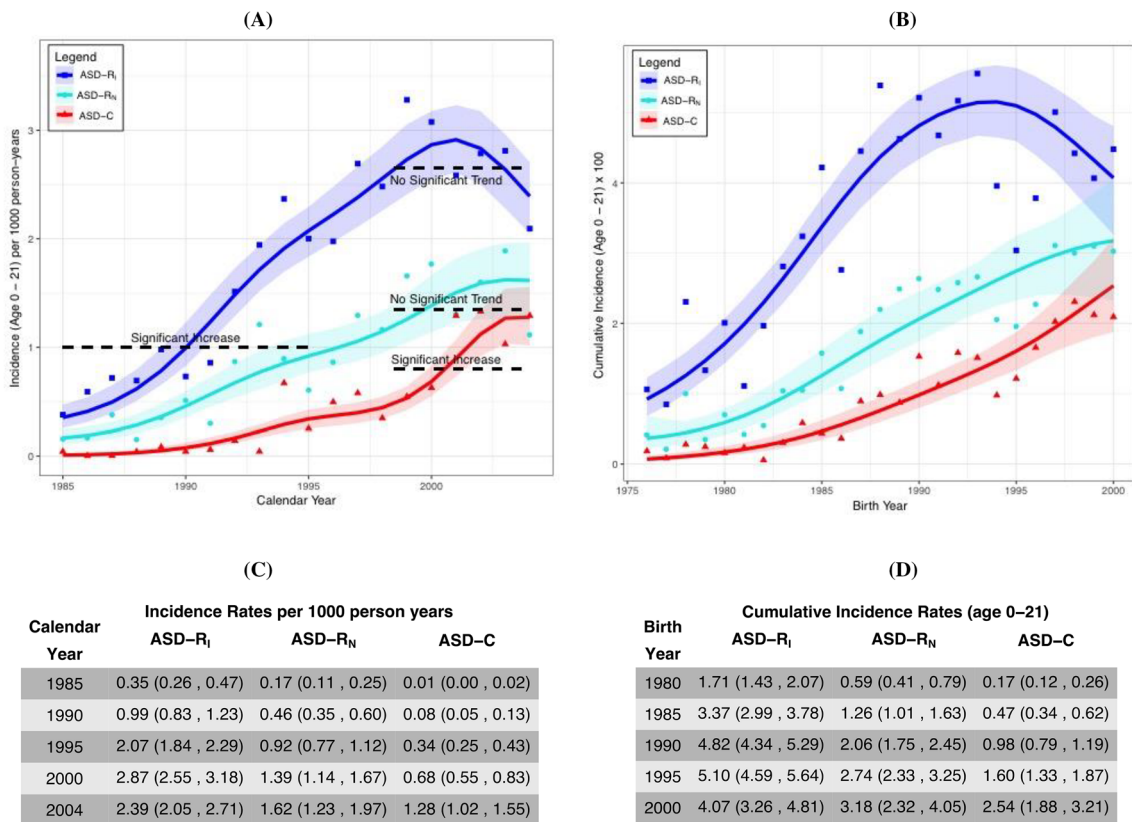 (A)
Legend
ASD−R_I
ASD−R_N
ASD−C
Incidence (Age 0 − 21) per 1000 person−years
3
2
1
0
No Significant Trend
No Significant Trend
Significant Increase
Significant Increase
1985
1990
1995
2000
Calendar Year
(B)
Legend
ASD−R_I
ASD−R_N
ASD−C
Cumulative Incidence (Age 0 − 21) x 100
4
2
0
1975
1980
1985
1990
1995
2000
Birth Year
(C)
Incidence Rates per 1000 person years
Calendar Year
ASD−R_I ASD−R_N ASD−C
1985 0.35 (0.26 , 0.47) 0.17 (0.11 , 0.25) 0.01 (0.00 , 0.02)
1990 0.99 (0.83 , 1.23) 0.46 (0.35 , 0.60) 0.08 (0.05 , 0.13)
1995 2.07 (1.84 , 2.29) 0.92 (0.77 , 1.12) 0.34 (0.25 , 0.43)
2000 2.87 (2.55 , 3.18) 1.39 (1.14 , 1.67) 0.68 (0.55 , 0.83)
2004 2.39 (2.05 , 2.71) 1.62 (1.23 , 1.97) 1.28 (1.02 , 1.55)
(D)
Cumulative Incidence Rates (age 0−21)
Birth Year
ASD−R_I ASD−R_N ASD−C
1980 1.71 (1.43 , 2.07) 0.59 (0.41 , 0.79) 0.17 (0.12 , 0.26)
1985 3.37 (2.99 , 3.78) 1.26 (1.01 , 1.63) 0.47 (0.34 , 0.62)
1990 4.82 (4.34 , 5.29) 2.06 (1.75 , 2.45) 0.98 (0.79 , 1.19)
1995 5.10 (4.59 , 5.64) 2.74 (2.33 , 3.25) 1.60 (1.33 , 1.87)
2000 4.07 (3.26 , 4.81) 3.18 (2.32 , 4.05) 2.54 (1.88 , 3.21)